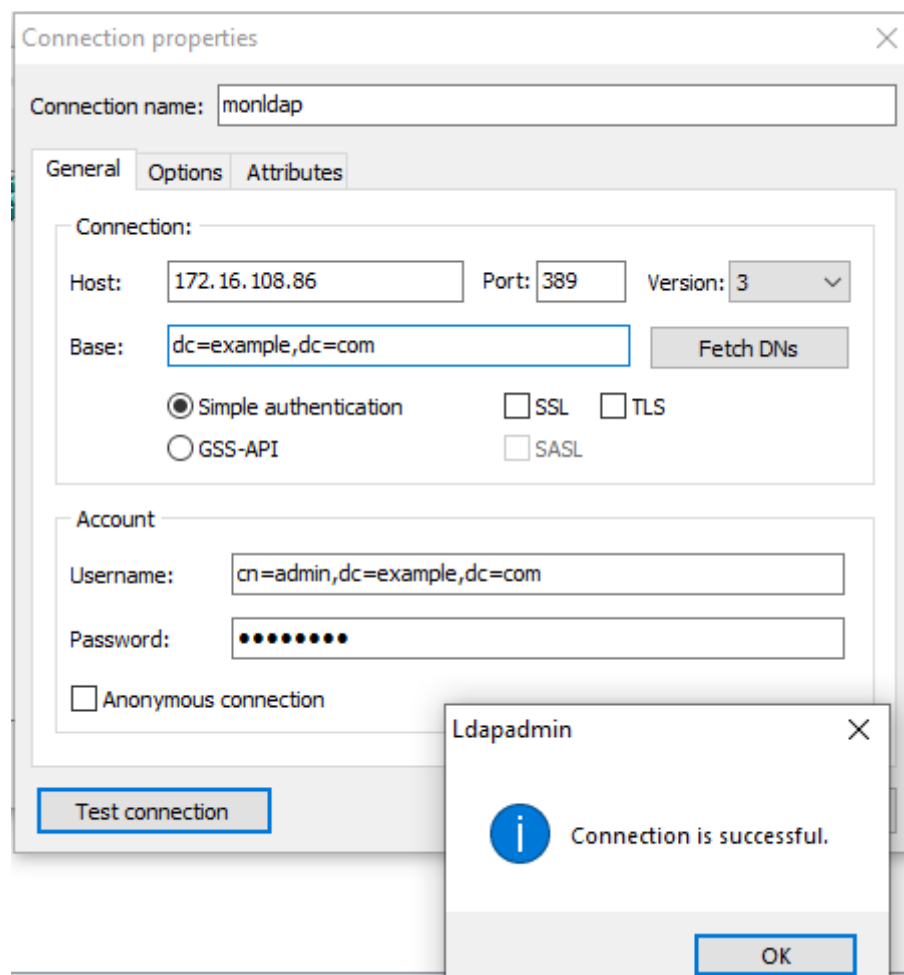 Connection properties
Connection name: monldap
General Options Attributes
Connection:
Host: 172.16.108.86 Port: 389 Version: 3
Base: dc=example,dc=com Fetch DNs
Simple authentication SSL TLS
GSS-API SASL
Account
Username: cn=admin,dc=example,dc=com
Password: ••••••••
Anonymous connection
Test connection
Ldapadmin
Connection is successful.
OK